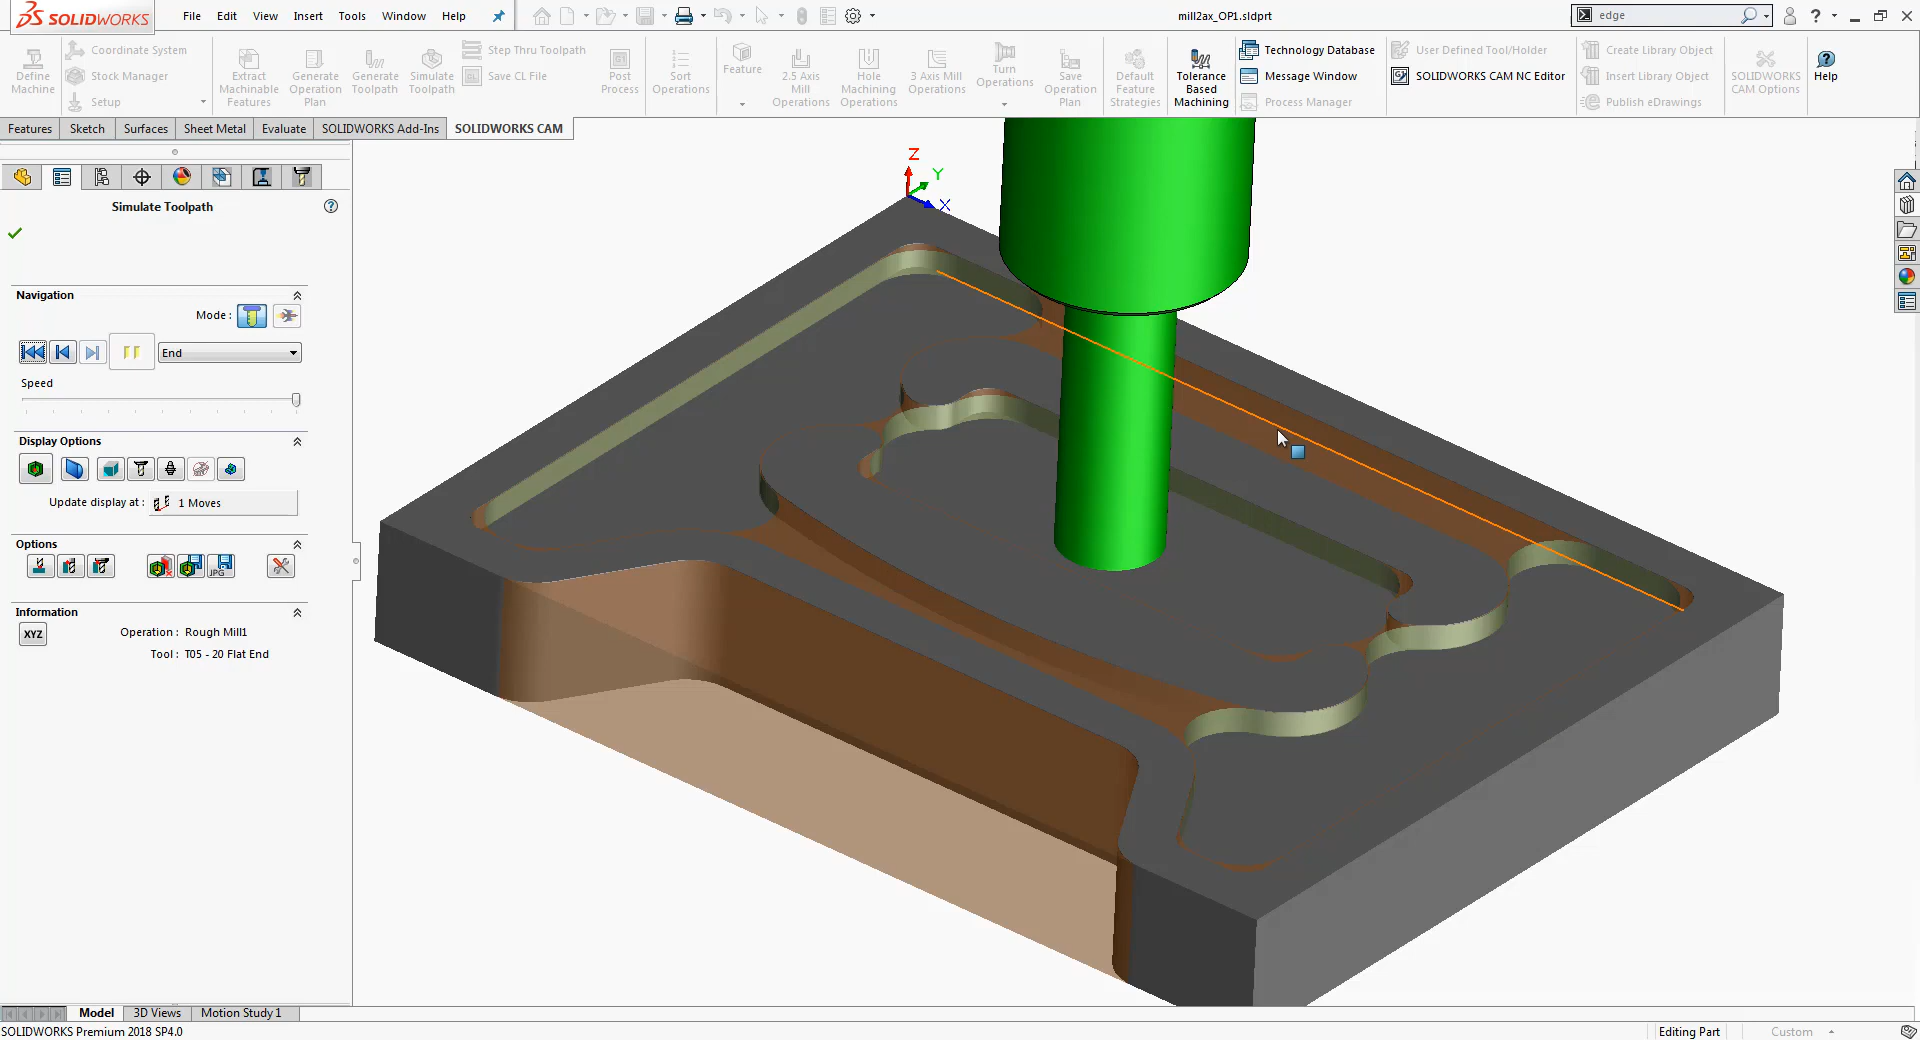 SOLIDWORKS
File Edit View Insert Tools Window Help
mill2ax_OP1.sldprt
edge
Define Machine
Coordinate System
Stock Manager
Setup
Extract Machinable Features
Generate Operation Plan
Generate Toolpath
Simulate Toolpath
Step Thru Toolpath
Save CL File
Post Process
Sort Operations
Feature
2.5 Axis Mill Operations
Hole Machining Operations
3 Axis Mill Operations
Turn Operations
Save Operation Plan
Default Feature Strategies
Tolerance Based Machining
Technology Database
Message Window
Process Manager
User Defined Tool/Holder
SOLIDWORKS CAM NC Editor
Create Library Object
Insert Library Object
Publish eDrawings
SOLIDWORKS CAM Options
Help
Features Sketch Surfaces Sheet Metal Evaluate SOLIDWORKS Add-Ins SOLIDWORKS CAM
Simulate Toolpath
Navigation
Mode :
End
Speed
Display Options
Update display at : 1 Moves
Options
JPG
Information
XYZ
Operation : Rough Mill1
Tool : T05 - 20 Flat End
Z
Y
X
Model 3D Views Motion Study 1
SOLIDWORKS Premium 2018 SP4.0
Editing Part
Custom